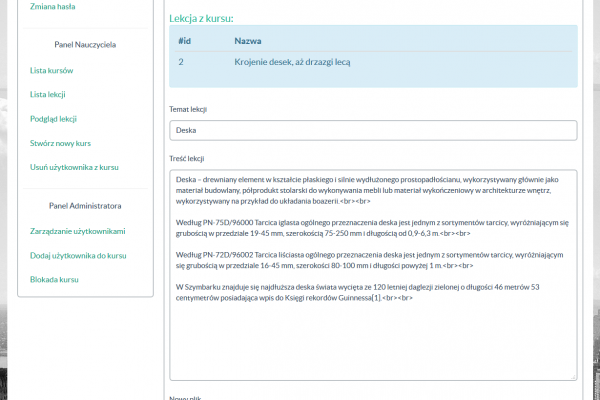 Zmiana hasła
Panel Nauczyciela
Lista kursów
Lista lekcji
Podgląd lekcji
Stwórz nowy kurs
Usuń użytkownika z kursu
Panel Administratora
Zarządzanie użytkownikami
Dodaj użytkownika do kursu
Blokada kursu
Lekcja z kursu:
#id Nazwa
2 Krojenie desek, aż drzazgi lecą
Temat lekcji
Deska
Treść lekcji
Deska – drewniany element w kształcie płaskiego i silnie wydłużonego prostopadłościanu, wykorzystywany głównie jako
materiał budowlany, półprodukt stolarski do wykonywania mebli lub materiał wykończeniowy w architekturze wnętrz,
wykorzystywany na przykład do układania boazerii.<br><br>
Według PN-75D/96000 Tarcica iglasta ogólnego przeznaczenia deska jest jednym z sortymentów tarcicy, wyróżniającym się
grubością w przedziale 19-45 mm, szerokością 75-250 mm i długością od 0,9-6,3 m.<br><br>
Według PN-72D/96002 Tarcica liściasta ogólnego przeznaczenia deska jest jednym z sortymentów tarcicy, wyróżniającym
się grubością w przedziale 16-45 mm, szerokości 80-100 mm i długości powyżej 1 m.<br><br>
W Szymbarku znajduje się najdłuższa deska świata wycięta ze 120 letniej daglezji zielonej o długości 46 metrów 53
centymetrów posiadająca wpis do Księgi rekordów Guinnessa[1].<br><br>
Nowy plik